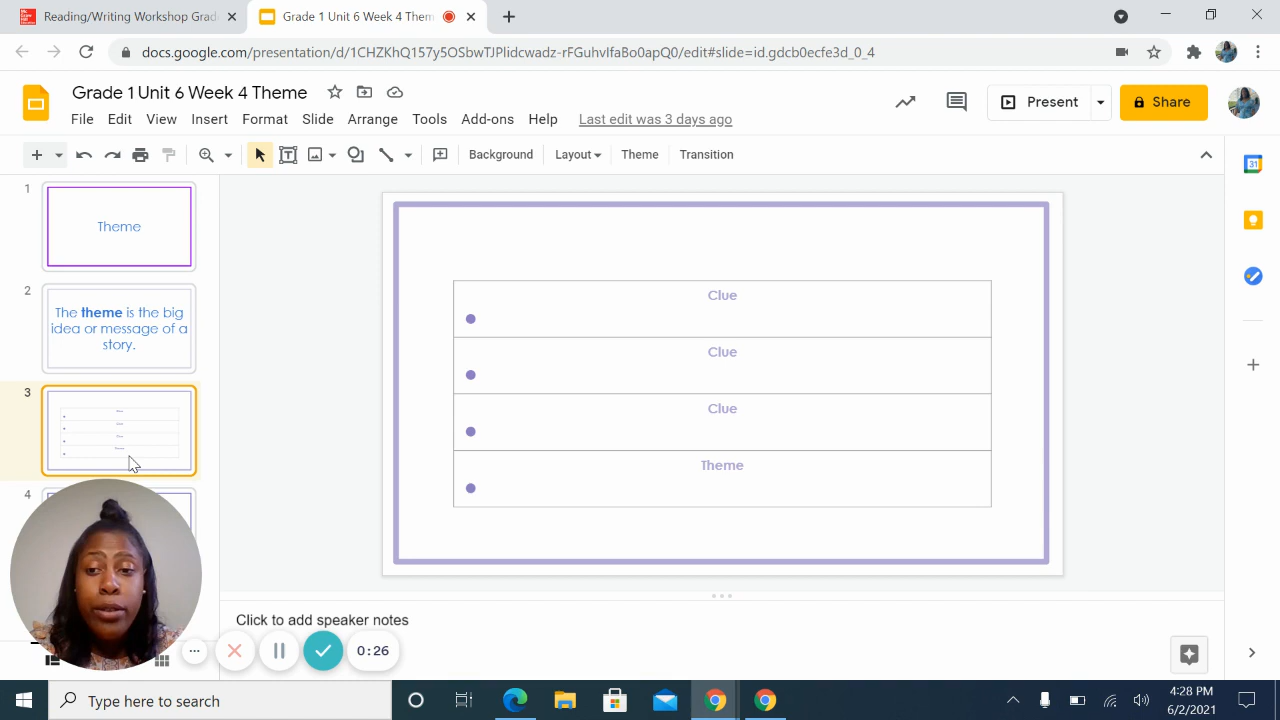 Reading/Writing Workshop Grad
Grade 1 Unit 6 Week 4 Them
docs.google.com/presentation/d/1CHZKhQ157y5OSbwTJPlidcwadz-rFGuhvIfaBo0apQ0/edit#slide=id.gdcb0ecfe3d_0_4
Grade 1 Unit 6 Week 4 Theme
Present
Share
File Edit View Insert Format Slide Arrange Tools Add-ons Help Last edit was 3 days ago
Background Layout Theme Transition
31
1
Theme
2
The theme is the big
idea or message of a
story.
3
4
Clue
Clue
Clue
Theme
Click to add speaker notes
0:26
Type here to search
4:28 PM
6/2/2021